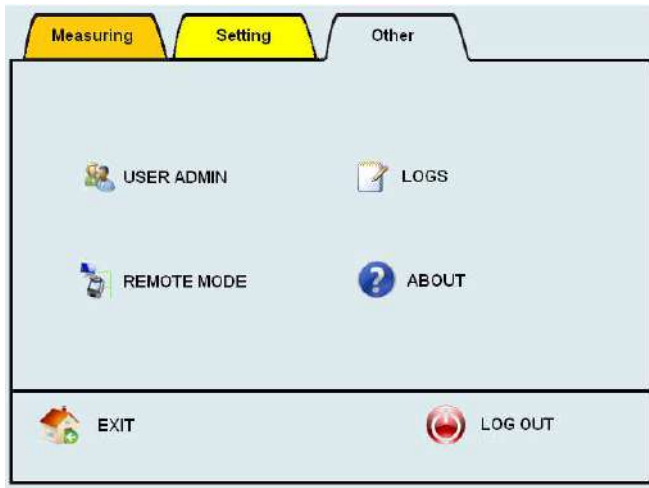 Measuring Setting Other
USER ADMIN LOGS
REMOTE MODE ABOUT
EXIT LOG OUT